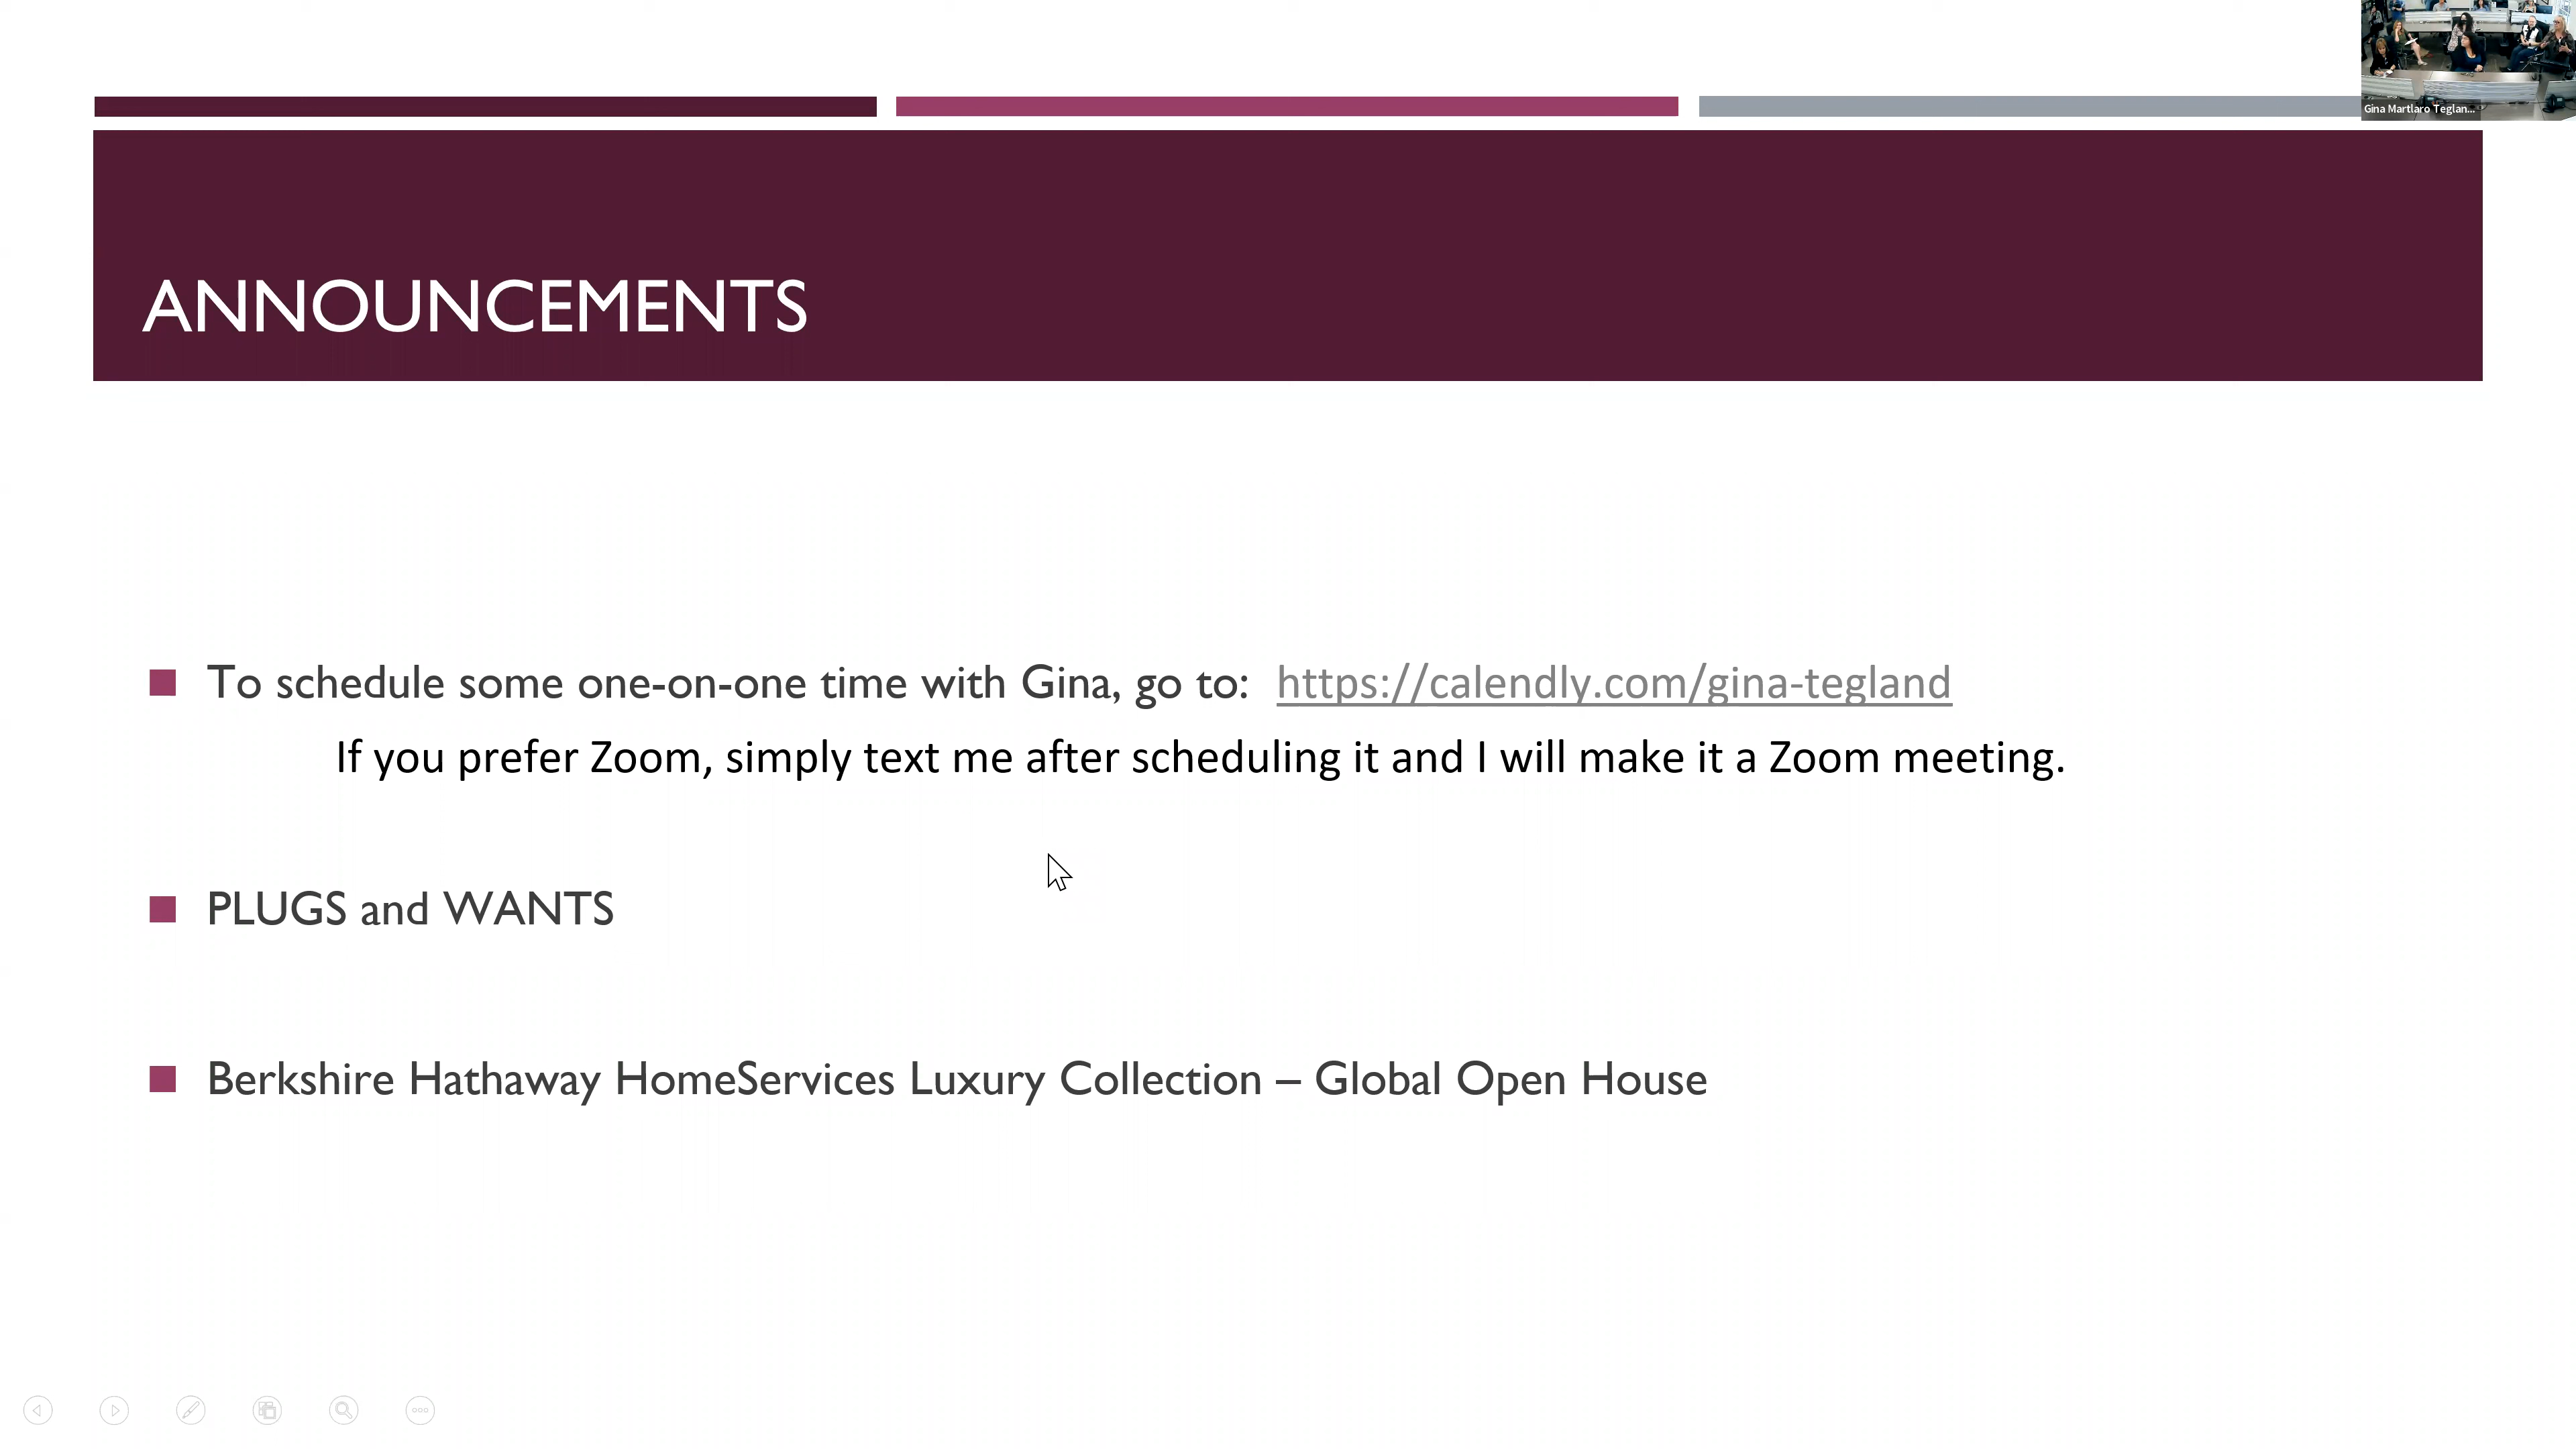 Gina Martlaro Teglan...
ANNOUNCEMENTS
To schedule some one-on-one time with Gina, go to: https://calendly.com/gina-tegland
If you prefer Zoom, simply text me after scheduling it and I will make it a Zoom meeting.
PLUGS and WANTS
Berkshire Hathaway HomeServices Luxury Collection – Global Open House